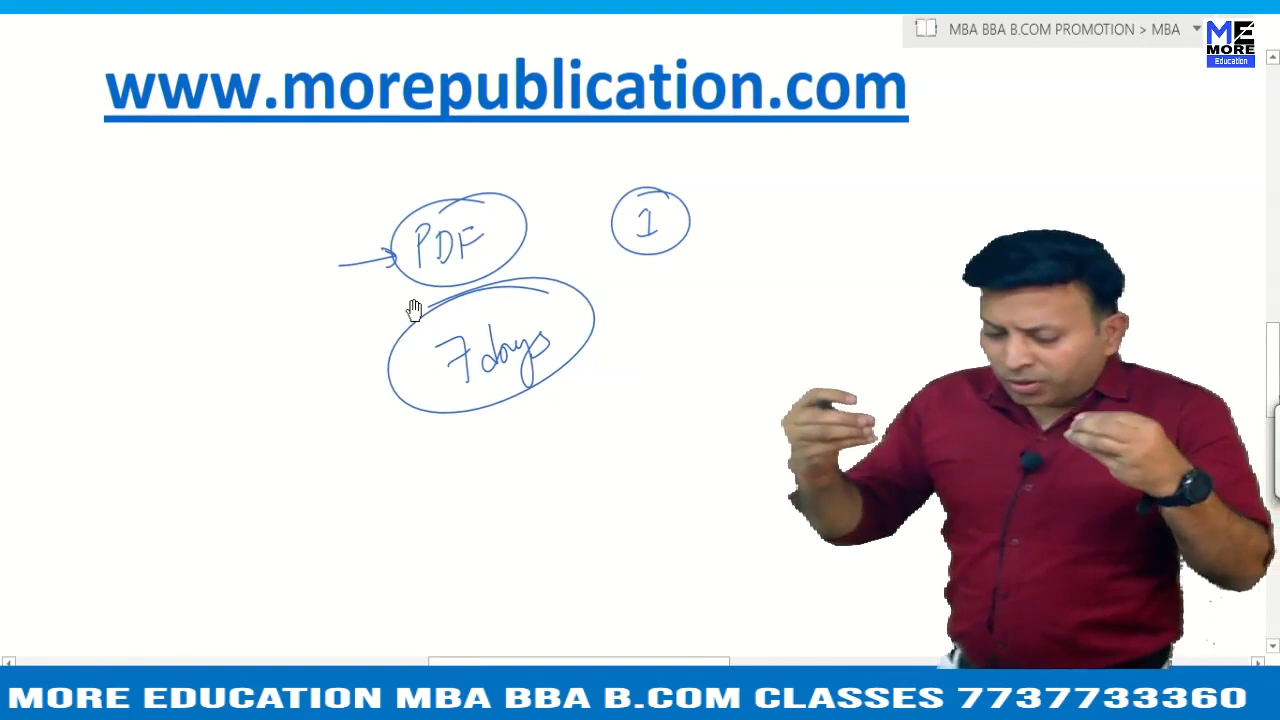 MBA BBA B.COM PROMOTION > MBA
ME
MORE
Education
www.morepublication.com
PDF
1
7 days
MORE EDUCATION MBA BBA B.COM CLASSES 7737733360